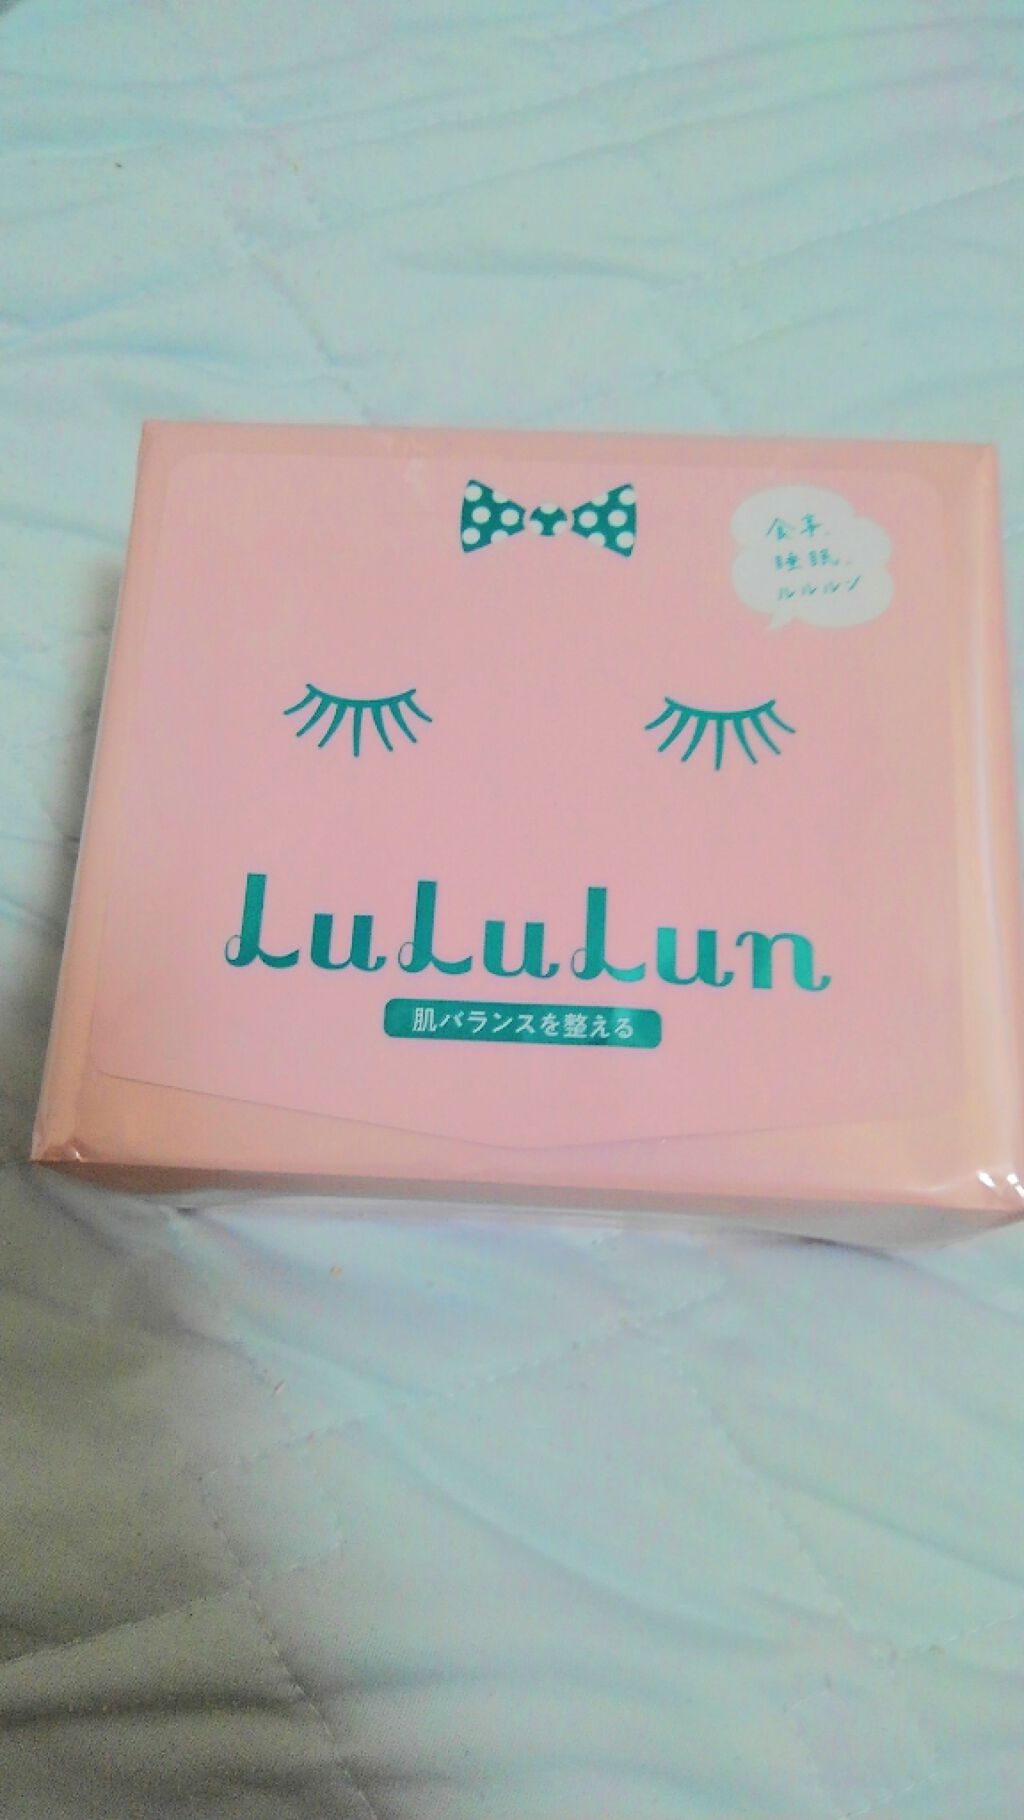 食事、
睡眠、
ルルルン
LuLuLun
肌バランスを整える